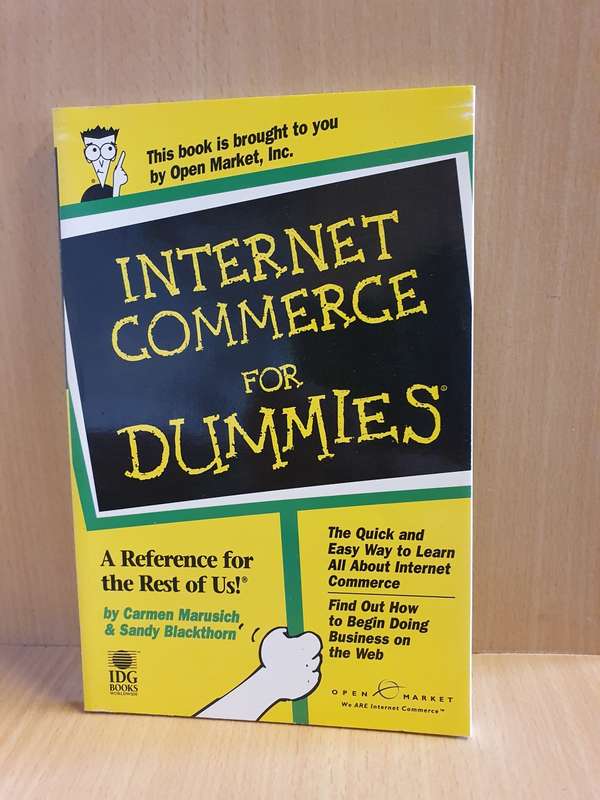 This book is brought to you
by Open Market, Inc.
INTERNET
COMMERCE
FOR
DUMMIES®
A Reference for
the Rest of Us!®
by Carmen Marusich
& Sandy Blackthorn
IDG
BOOKS
WORLDWIDE
The Quick and
Easy Way to Learn
All About Internet
Commerce
Find Out How
to Begin Doing
Business on
the Web
OPEN MARKET
We ARE Internet Commerce™